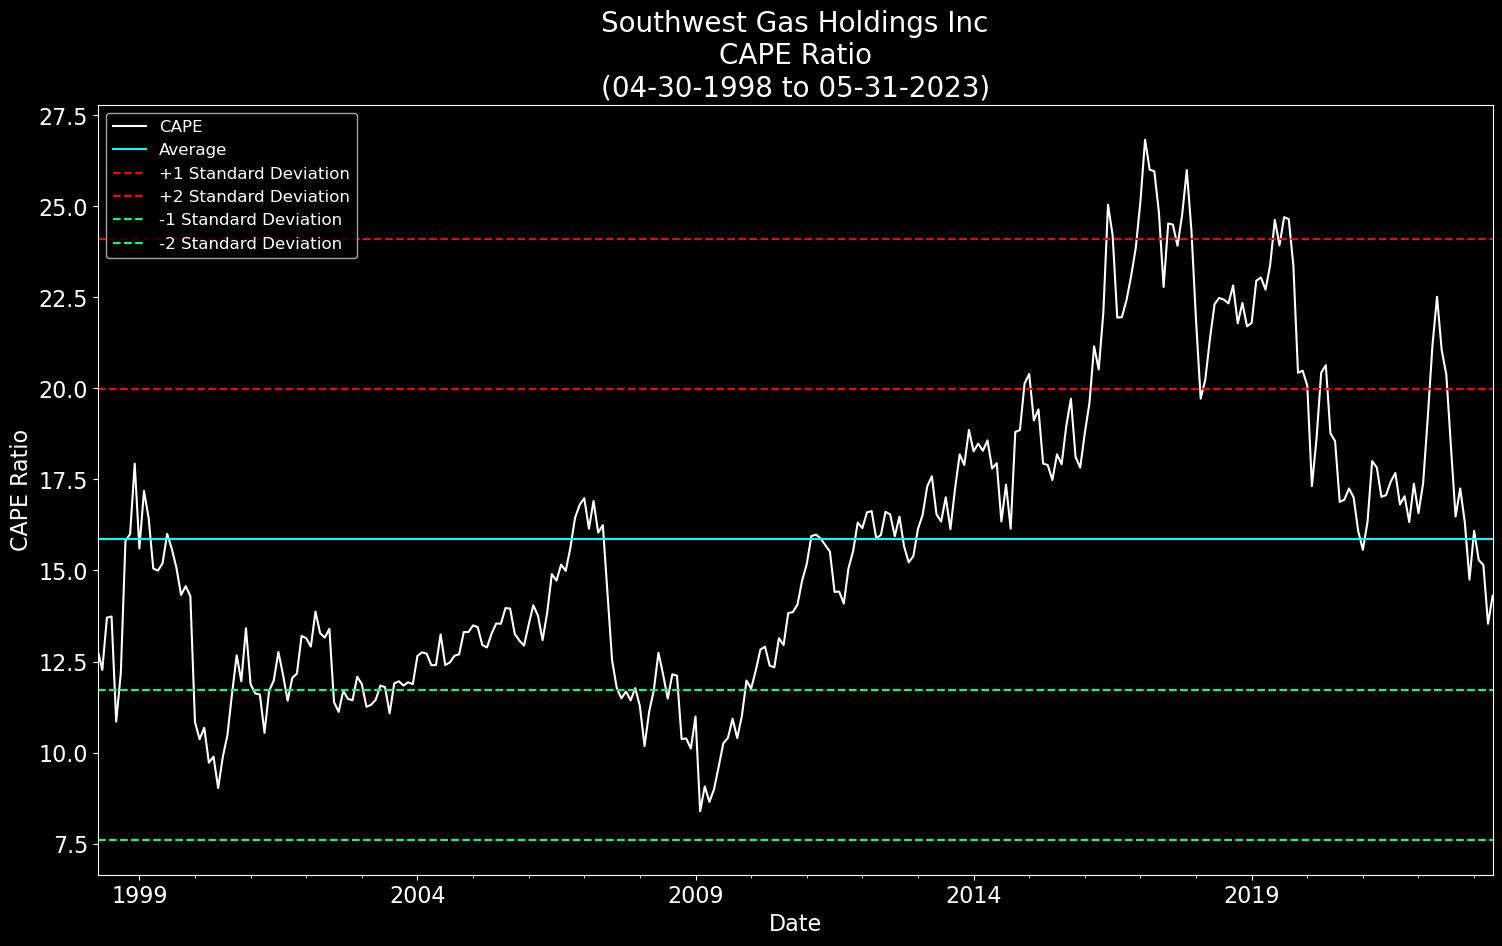 Southwest Gas Holdings Inc
CAPE Ratio
(04-30-1998 to 05-31-2023)
27.5
25.0
22.5
20.0
17.5
15.0
12.5
10.0
7.5
CAPE Ratio
CAPE
Average
+1 Standard Deviation
+2 Standard Deviation
-1 Standard Deviation
-2 Standard Deviation
1999
2004
2009
2014
2019
Date